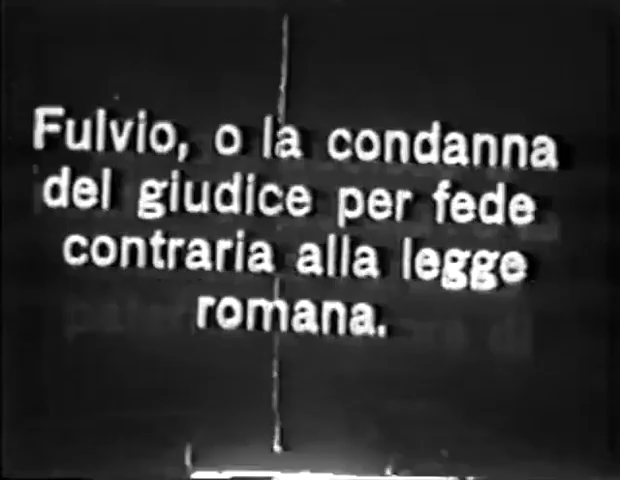 Fulvio, o la condanna
del giudice per fede
contraria alla legge
romana.